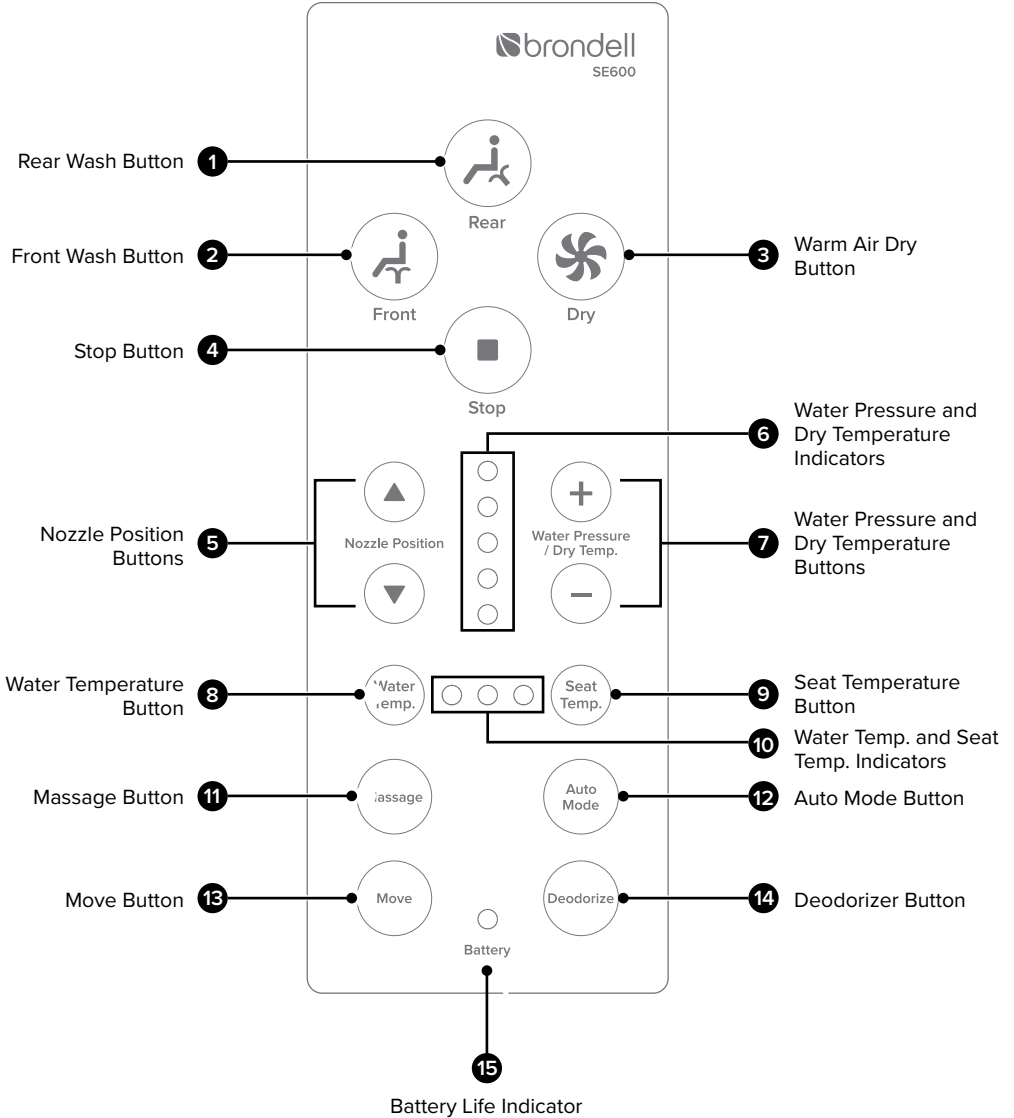 brondell
SE600
Rear Wash Button 1
Rear
Front Wash Button 2
Front
3 Warm Air Dry
Button
Dry
Stop Button 4
Stop
6 Water Pressure and
Dry Temperature
Indicators
Nozzle Position
Buttons
5
Nozzle Position
Water Pressure
/ Dry Temp.
7 Water Pressure and
Dry Temperature
Buttons
Water Temperature
Button
8
Water
Temp.
Seat
Temp.
9 Seat Temperature
Button
10 Water Temp. and Seat
Temp. Indicators
Massage Button 11
assage
Auto
Mode
12 Auto Mode Button
Move Button 13
Move
Deodorize
14 Deodorizer Button
Battery
15
Battery Life Indicator